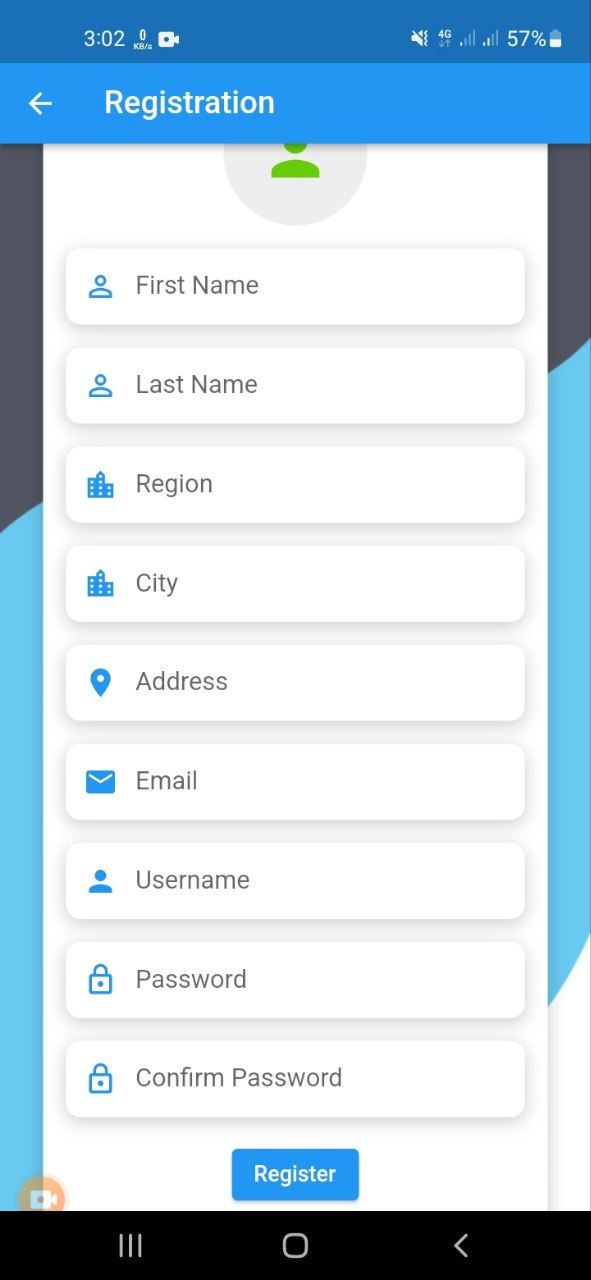 3:02 0 KB/s 4G 57%
Registration
First Name
Last Name
Region
City
Address
Email
Username
Password
Confirm Password
Register